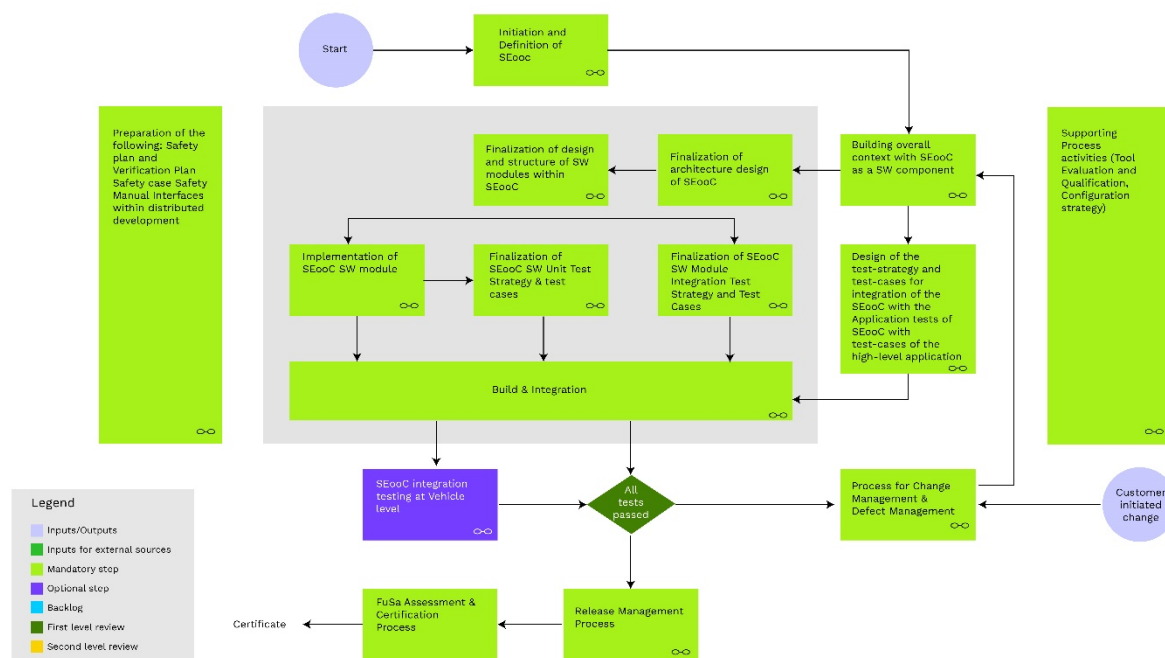 Start
Initiation and
Definition of
SEooc
Preparation of the
following: Safety
plan and
Verification Plan
Safety case Safety
Manual Interfaces
within distributed
development
Finalization of
design and
structure of SW
modules within
SEooC
Finalization of
architecture design
of SEooC
Building overall
context with SEooC
as a SW component
Supporting
Process
activities (Tool
Evaluation and
Qualification,
Configuration
strategy)
Implementation of
SEooC SW module
Finalization of
SEooC SW Unit Test
Strategy & test
cases
Finalization of SEooC
SW Module
Integration Test
Strategy and Test
Cases
Design of the
test-strategy and
test-cases for
integration of the
SEooC with the
Application tests of
SEooC with
test-cases of the
high-level application
Build & Integration
SEooC integration
testing at Vehicle
level
All
tests
passed
Process for Change
Management &
Defect Management
Customer
initiated
change
Legend
Inputs/Outputs
Inputs for external sources
Mandatory step
Optional step
Backlog
First level review
Second level review
Certificate
FuSa Assessment &
Certification
Process
Release Management
Process